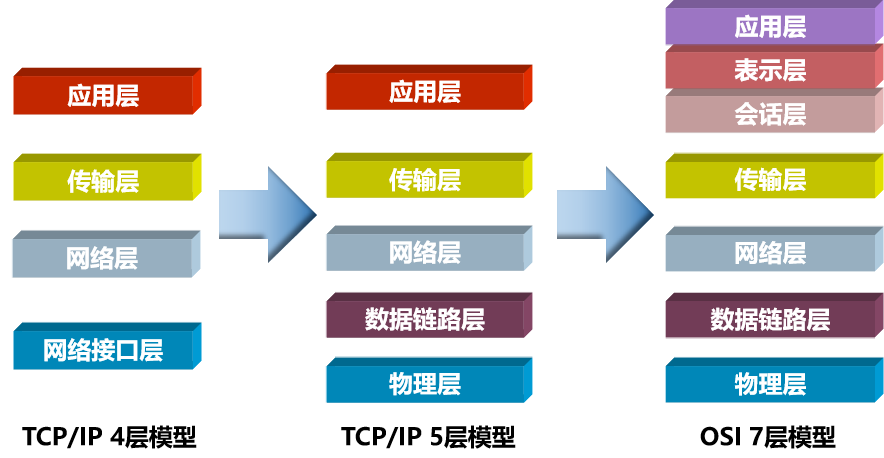 应用层
传输层
网络层
网络接口层
TCP/IP 4层模型
应用层
传输层
网络层
数据链路层
物理层
TCP/IP 5层模型
应用层
表示层
会话层
传输层
网络层
数据链路层
物理层
OSI 7层模型